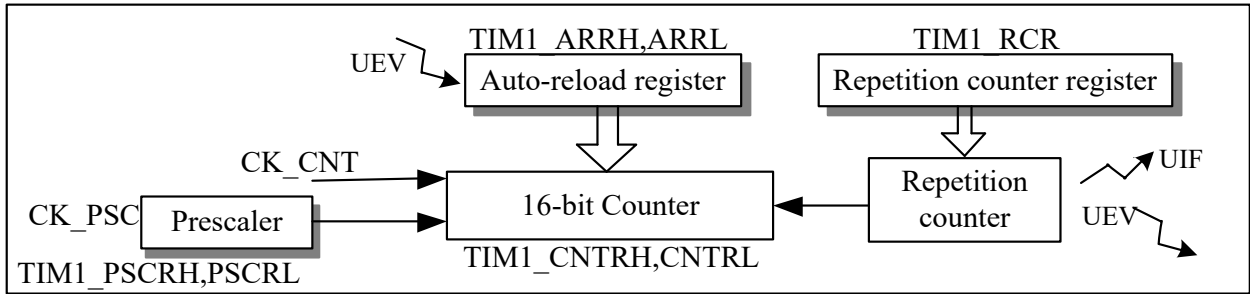 TIM1_ARRH,ARRL
TIM1_RCR
UEV
Auto-reload register
Repetition counter register
CK_CNT
UIF
Repetition
counter
16-bit Counter
CK_PSC
Prescaler
UEV
TIM1_CNTRH,CNTRL
TIM1_PSCRH,PSCRL